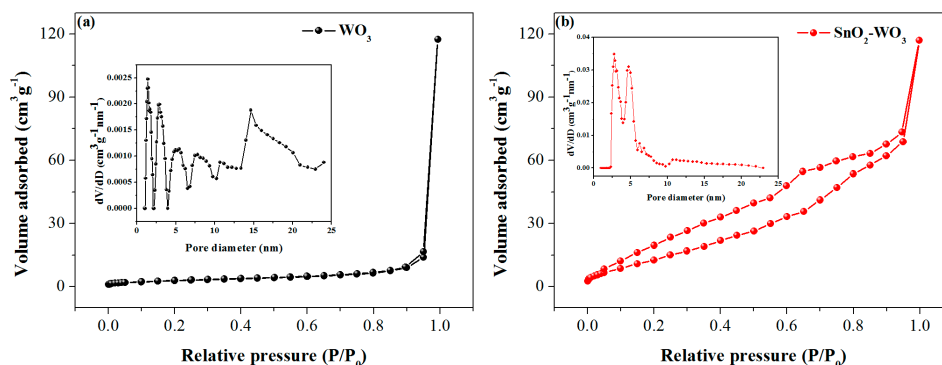 (a)
WO3
Volume adsorbed (cm3g-1)
120
90
60
30
0
0.0 0.2 0.4 0.6 0.8 1.0
Relative pressure (P/P0)
dV/dD (cm3g-1nm-1)
0.0025
0.0020
0.0015
0.0010
0.0005
0.0000
0 5 10 15 20 25
Pore diameter (nm)
(b)
SnO2-WO3
Volume adsorbed (cm3g-1)
120
90
60
30
0
0.0 0.2 0.4 0.6 0.8 1.0
Relative pressure (P/P0)
dV/dD (cm3g-1nm-1)
0.04
0.03
0.02
0.01
0.00
0 5 10 15 20 25
Pore diameter (nm)